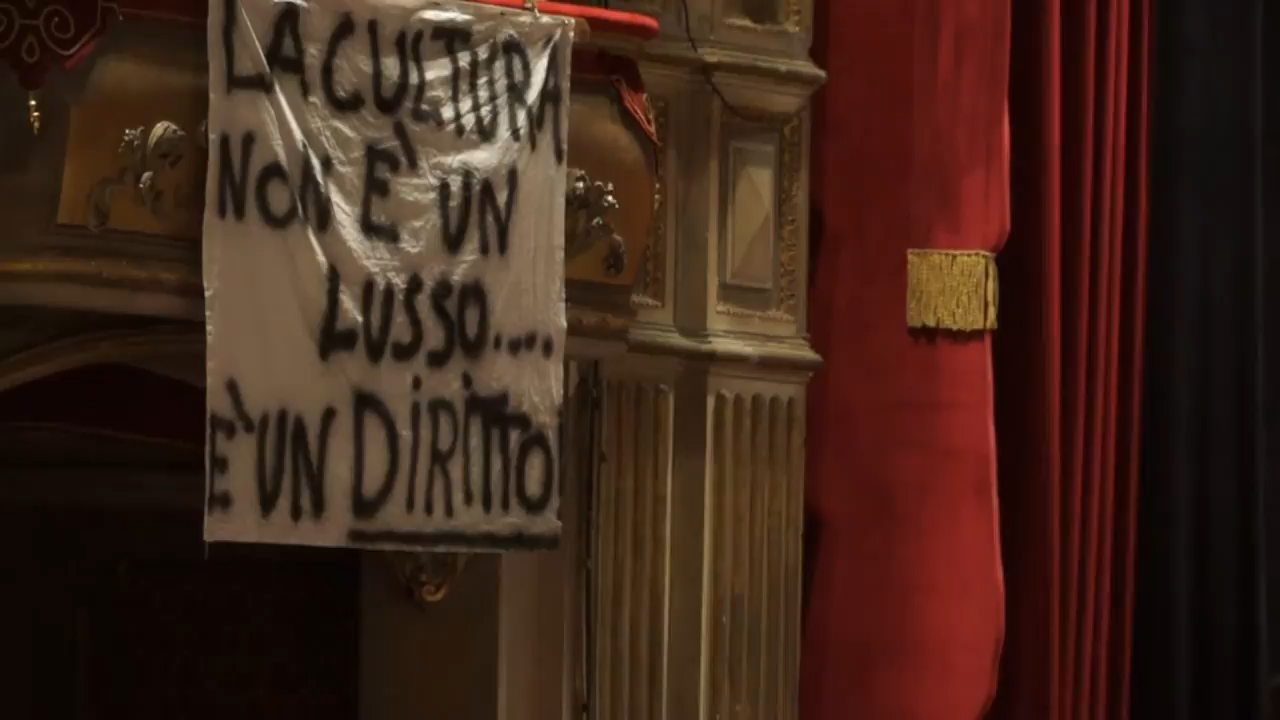 LA CULTURA
NON E' UN
LUSSO....
E' UN DiRiTTO